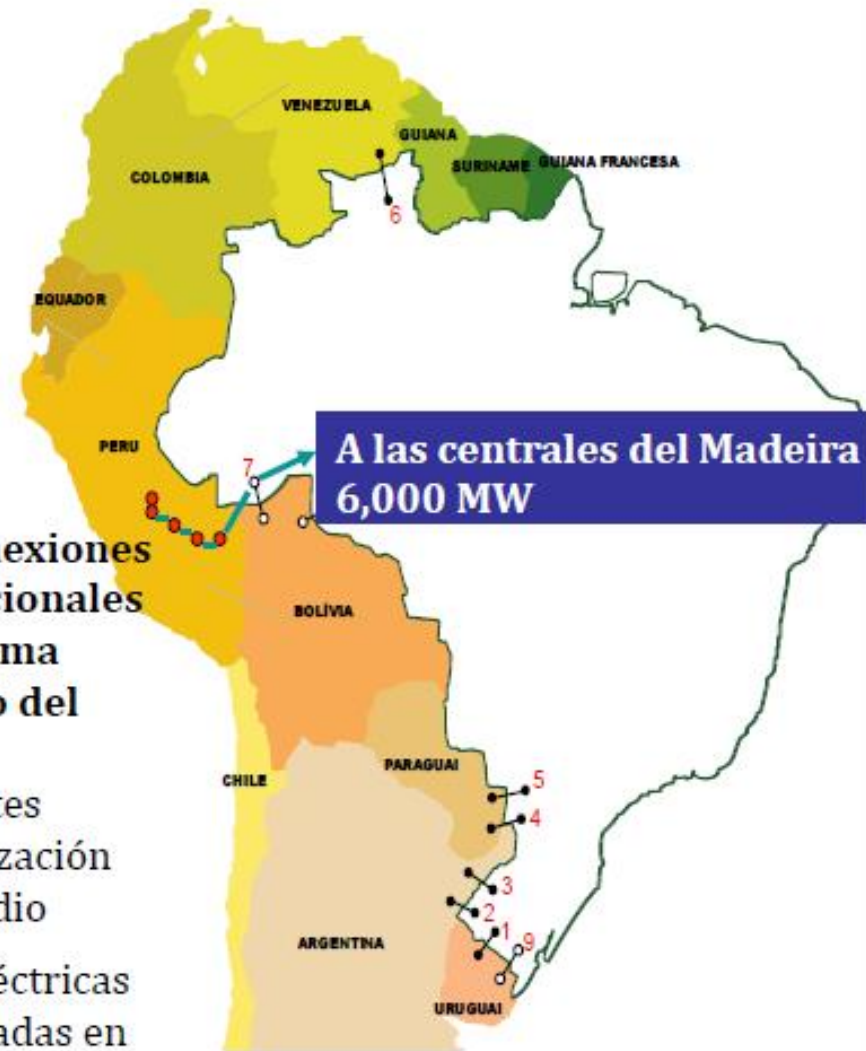 VENEZUELA
GUIANA
SURINAME
GUIANA FRANCESA
COLOMBIA
6
EQUADOR
PERU
7
A las centrales del Madeira
6,000 MW
BOLÍVIA
PARAGUAI
CHILE
5
4
3
2
1
9
ARGENTINA
URUGUAI
exiones
cionales
ma
o del
tes
zación
dio
éctricas
adas en